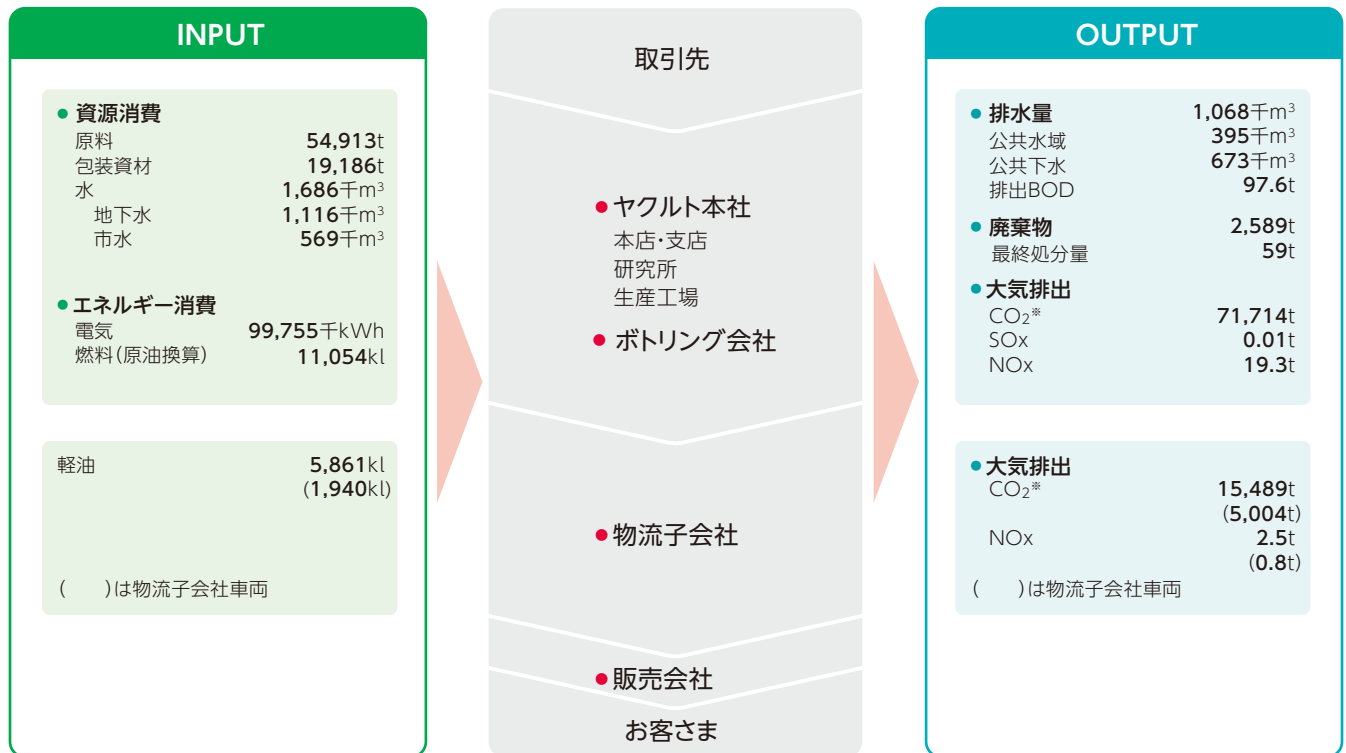 INPUT
● 資源消費
原料 54,913t
包装資材 19,186t
水 1,686千m³
地下水 1,116千m³
市水 569千m³
● エネルギー消費
電気 99,755千kWh
燃料(原油換算) 11,054kl
軽油 5,861kl
(1,940kl)
(　　)は物流子会社車両
取引先
● ヤクルト本社
本店・支店
研究所
生産工場
● ボトリング会社
● 物流子会社
● 販売会社
お客さま
OUTPUT
● 排水量 1,068千m³
公共水域 395千m³
公共下水 673千m³
排出BOD 97.6t
● 廃棄物 2,589t
最終処分量 59t
● 大気排出
CO₂※ 71,714t
SOx 0.01t
NOx 19.3t
● 大気排出
CO₂※ 15,489t
(5,004t)
NOx 2.5t
(0.8t)
(　　)は物流子会社車両